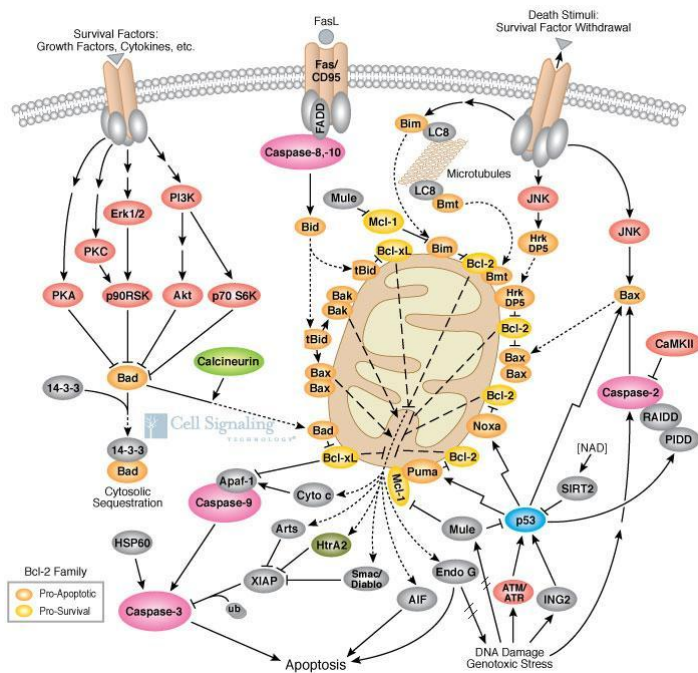 Survival Factors:
Growth Factors, Cytokines, etc.
FasL
Death Stimuli:
Survival Factor Withdrawal
Fas/
CD95
FADD
Caspase-8,-10
Bim
LC8
Microtubules
LC8
Bmt
JNK
JNK
Hrk
DP5
PI3K
Erk1/2
PKC
PKA
p90RSK
Akt
p70 S6K
Bid
Mule
Mcl-1
Bcl-xL
Bim
Bcl-2
Bmt
tBid
Bak
Bak
Hrk
DP5
Bcl-2
Bax
tBid
Bax
Bax
Bax
Bax
CaMKII
Calcineurin
Bad
14-3-3
Caspase-2
RAIDD
PIDD
Bcl-2
Noxa
Cell Signaling
TECHNOLOGY®
Bad
14-3-3
Bad
Cytosolic
Sequestration
Bcl-xL
Bcl-2
Puma
Mcl-1
[NAD]
SIRT2
p53
Apaf-1
Caspase-9
Cyto c
Arts
HtrA2
Mule
HSP60
XIAP
Smac/
Diablo
Endo G
ATM/
ATR
ING2
Bcl-2 Family
Pro-Apoptotic
Pro-Survival
Caspase-3
ub
AIF
Apoptosis
DNA Damage
Genotoxic Stress